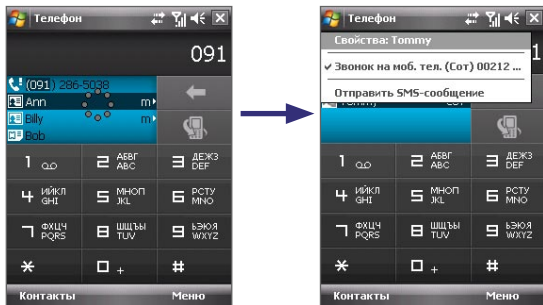 Телефон
091
(091) 286-5038
Ann m
Billy m
Bob
1
2 АБВГ ABC
3 ДЕЖЗ DEF
4 ИЙКЛ GHI
5 МНОП JKL
6 РСТУ MNO
7 ФХЦЧ PQRS
8 ШЩЪЫ TUV
9 ЬЭЮЯ WXYZ
* 0 + #
Контакты Меню
Телефон
1
Свойства: Tommy
Звонок на моб. тел. (Сот) 00212 ...
Отправить SMS-сообщение
1
2 АБВГ ABC
3 ДЕЖЗ DEF
4 ИЙКЛ GHI
5 МНОП JKL
6 РСТУ MNO
7 ФХЦЧ PQRS
8 ШЩЪЫ TUV
9 ЬЭЮЯ WXYZ
* 0 + #
Контакты Меню